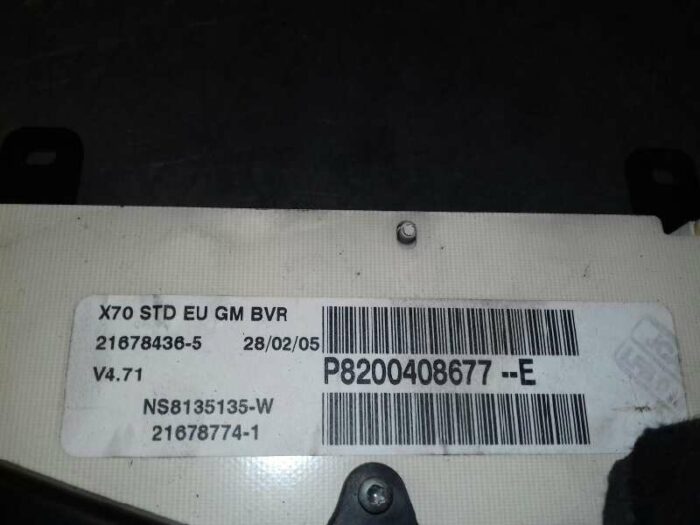 X70 STD EU GM BVR
21678436-5 28/02/05
V4.71
P8200408677 --E
NS8135135-W
21678774-1